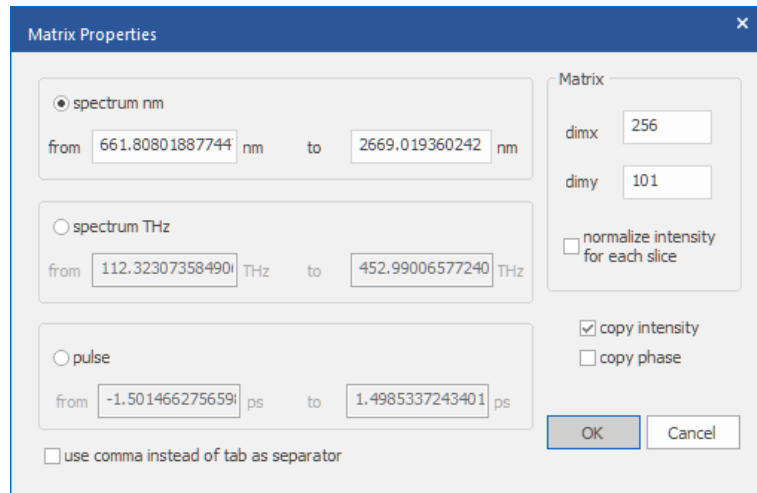 Matrix Properties
spectrum nm
from 661.80801887744 nm to 2669.019360242 nm
spectrum THz
from 112.32307358490 THz to 452.99006577240 THz
pulse
from -1.501466275659 ps to 1.4985337243401 ps
use comma instead of tab as separator
Matrix
dimx 256
dimy 101
normalize intensity
for each slice
copy intensity
copy phase
OK Cancel